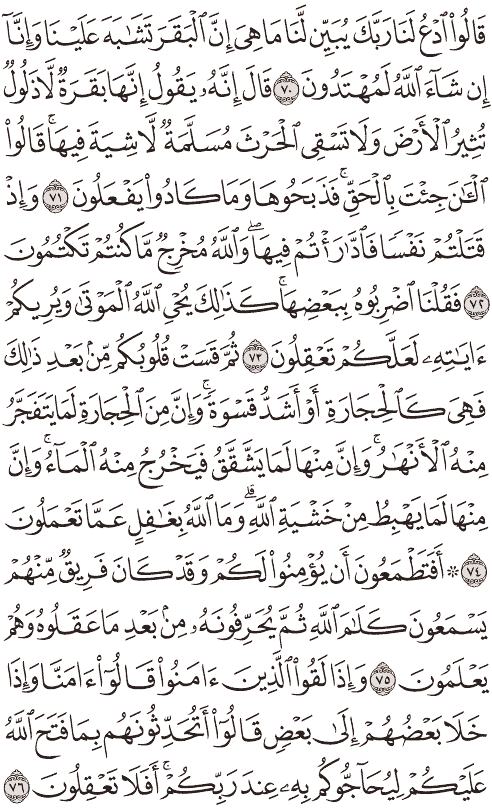 قَالُوا۟ ٱدۡعُ لَنَا رَبَّكَ يُبَيِّن لَّنَا مَا هِىَ إِنَّ ٱلۡبَقَرَ تَشَٰبَهَ عَلَيۡنَا وَإِنَّآ
إِن شَآءَ ٱللَّهُ لَمُهۡتَدُونَ ٧٠ قَالَ إِنَّهُۥ يَقُولُ إِنَّهَا بَقَرَةٌ لَّا ذَلُولٌ
تُثِيرُ ٱلۡأَرۡضَ وَلَا تَسۡقِى ٱلۡحَرۡثَ مُسَلَّمَةٌ لَّا شِيَةَ فِيهَاۚ قَالُوا۟
ٱلۡـَٰٔنَ جِئۡتَ بِٱلۡحَقِّۚ فَذَبَحُوهَا وَمَا كَادُوا۟ يَفۡعَلُونَ ٧١ وَإِذۡ
قَتَلۡتُمۡ نَفۡسًا فَٱدَّٰرَٰٔتُمۡ فِيهَاۖ وَٱللَّهُ مُخۡرِجٌ مَّا كُنتُمۡ تَكۡتُمُونَ
٧٢ فَقُلۡنَا ٱضۡرِبُوهُ بِبَعۡضِهَاۚ كَذَٰلِكَ يُحۡىِ ٱللَّهُ ٱلۡمَوۡتَىٰ وَيُرِيكُمۡ
ءَايَٰتِهِۦ لَعَلَّكُمۡ تَعۡقِلُونَ ٧٣ ثُمَّ قَسَتۡ قُلُوبُكُم مِّنۢ بَعۡدِ ذَٰلِكَ
فَهِىَ كَٱلۡحِجَارَةِ أَوۡ أَشَدُّ قَسۡوَةًۚ وَإِنَّ مِنَ ٱلۡحِجَارَةِ لَمَا يَتَفَجَّرُ
مِنۡهُ ٱلۡأَنۡهَٰرُۚ وَإِنَّ مِنۡهَا لَمَا يَشَّقَّقُ فَيَخۡرُجُ مِنۡهُ ٱلۡمَآءُۚ وَإِنَّ
مِنۡهَا لَمَا يَهۡبِطُ مِنۡ خَشۡيَةِ ٱللَّهِۗ وَمَا ٱللَّهُ بِغَٰفِلٍ عَمَّا تَعۡمَلُونَ
٧٤ ۞ أَفَتَطۡمَعُونَ أَن يُؤۡمِنُوا۟ لَكُمۡ وَقَدۡ كَانَ فَرِيقٌ مِّنۡهُمۡ
يَسۡمَعُونَ كَلَٰمَ ٱللَّهِ ثُمَّ يُحَرِّفُونَهُۥ مِنۢ بَعۡدِ مَا عَقَلُوهُ وَهُمۡ
يَعۡلَمُونَ ٧٥ وَإِذَا لَقُوا۟ ٱلَّذِينَ ءَامَنُوا۟ قَالُوٓا۟ ءَامَنَّا وَإِذَا
خَلَا بَعۡضُهُمۡ إِلَىٰ بَعۡضٍ قَالُوٓا۟ أَتُحَدِّثُونَهُم بِمَا فَتَحَ ٱللَّهُ
عَلَيۡكُمۡ لِيُحَآجُّوكُم بِهِۦ عِندَ رَبِّكُمۡۚ أَفَلَا تَعۡقِلُونَ ٧٦